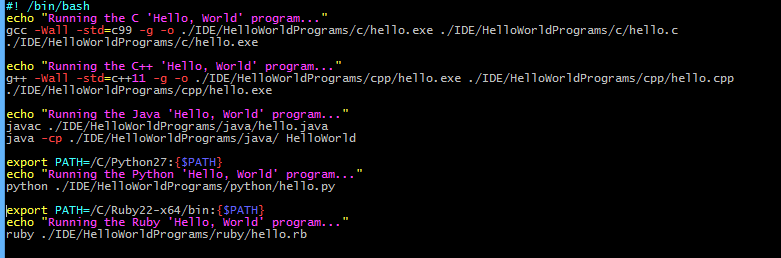 #! /bin/bash
echo "Running the C 'Hello, World' program..."
gcc -Wall -std=c99 -g -o ./IDE/HelloWorldPrograms/c/hello.exe ./IDE/HelloWorldPrograms/c/hello.c
./IDE/HelloWorldPrograms/c/hello.exe
echo "Running the C++ 'Hello, World' program..."
g++ -Wall -std=c++11 -g -o ./IDE/HelloWorldPrograms/cpp/hello.exe ./IDE/HelloWorldPrograms/cpp/hello.cpp
./IDE/HelloWorldPrograms/cpp/hello.exe
echo "Running the Java 'Hello, World' program..."
javac ./IDE/HelloWorldPrograms/java/hello.java
java -cp ./IDE/HelloWorldPrograms/java/ HelloWorld
export PATH=/C/Python27:{$PATH}
echo "Running the Python 'Hello, World' program..."
python ./IDE/HelloWorldPrograms/python/hello.py
export PATH=/C/Ruby22-x64/bin:{$PATH}
echo "Running the Ruby 'Hello, World' program..."
ruby ./IDE/HelloWorldPrograms/ruby/hello.rb